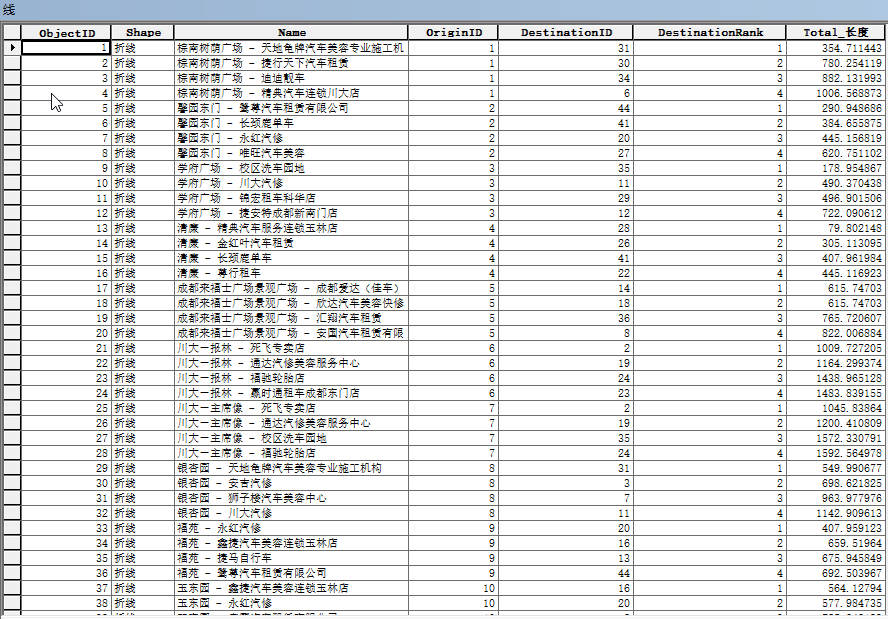 线
ObjectID Shape Name OriginID DestinationID DestinationRank Total_长度
1 折线 棕南树荫广场 - 天地龟牌汽车美容专业施工机 1 31 1 354.711443
2 折线 棕南树荫广场 - 捷行天下汽车租赁 1 30 2 780.254119
3 折线 棕南树荫广场 - 迪迪靓车 1 34 3 882.131993
4 折线 棕南树荫广场 - 精典汽车连锁川大店 1 6 4 1006.568873
5 折线 馨园东门 - 鹭尊汽车租赁有限公司 2 44 1 290.948686
6 折线 馨园东门 - 长颈鹿单车 2 41 2 384.655875
7 折线 馨园东门 - 永红汽修 2 20 3 445.156819
8 折线 馨园东门 - 唯旺汽车美容 2 27 4 620.751102
9 折线 学府广场 - 校区洗车园地 3 35 1 178.954867
10 折线 学府广场 - 川大汽修 3 11 2 490.370438
11 折线 学府广场 - 锦宏租车科华店 3 29 3 496.901506
12 折线 学府广场 - 捷安特成都新南门店 3 12 4 722.090612
13 折线 清廉 - 精典汽车服务连锁玉林店 4 28 1 79.802148
14 折线 清廉 - 金红叶汽车租赁 4 26 2 305.113095
15 折线 清廉 - 长颈鹿单车 4 41 3 407.961984
16 折线 清廉 - 尊行租车 4 22 4 445.116923
17 折线 成都来福士广场景观广场 - 成都爱达（佳车） 5 14 1 615.74703
18 折线 成都来福士广场景观广场 - 欣达汽车美容快修 5 18 2 615.74703
19 折线 成都来福士广场景观广场 - 汇翔汽车租赁 5 36 3 765.720607
20 折线 成都来福士广场景观广场 - 安国汽车租赁有限 5 8 4 822.006884
21 折线 川大一报林 - 死飞专卖店 6 2 1 1009.727205
22 折线 川大一报林 - 通达汽修美容服务中心 6 19 2 1164.299374
23 折线 川大一报林 - 福驰轮胎店 6 24 3 1438.965128
24 折线 川大一报林 - 赢时通租车成都东门店 6 23 4 1483.839155
25 折线 川大一主席像 - 死飞专卖店 7 2 1 1045.83864
26 折线 川大一主席像 - 通达汽修美容服务中心 7 19 2 1200.410809
27 折线 川大一主席像 - 校区洗车园地 7 35 3 1572.330791
28 折线 川大一主席像 - 福驰轮胎店 7 24 4 1592.564978
29 折线 银杏园 - 天地龟牌汽车美容专业施工机构 8 31 1 549.990677
30 折线 银杏园 - 安吉汽修 8 3 2 698.621825
31 折线 银杏园 - 狮子楼汽车美容中心 8 7 3 963.977976
32 折线 银杏园 - 川大汽修 8 11 4 1142.909613
33 折线 福苑 - 永红汽修 9 20 1 407.959123
34 折线 福苑 - 鑫捷汽车美容连锁玉林店 9 16 2 659.51964
35 折线 福苑 - 捷马自行车 9 13 3 675.945849
36 折线 福苑 - 鹭尊汽车租赁有限公司 9 44 4 692.503967
37 折线 玉东园 - 鑫捷汽车美容连锁玉林店 10 16 1 564.12794
38 折线 玉东园 - 永红汽修 10 20 2 577.984735